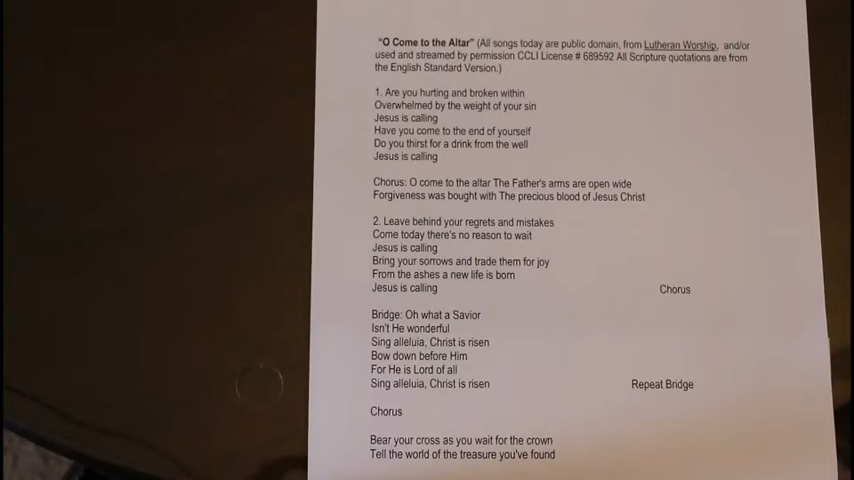 "O Come to the Altar" (All songs today are public domain, from Lutheran Worship, and/or
used and streamed by permission CCLI License # 689592 All Scripture quotations are from
the English Standard Version.)
1. Are you hurting and broken within
Overwhelmed by the weight of your sin
Jesus is calling
Have you come to the end of yourself
Do you thirst for a drink from the well
Jesus is calling
Chorus: O come to the altar The Father's arms are open wide
Forgiveness was bought with The precious blood of Jesus Christ
2. Leave behind your regrets and mistakes
Come today there's no reason to wait
Jesus is calling
Bring your sorrows and trade them for joy
From the ashes a new life is born
Jesus is calling Chorus
Bridge: Oh what a Savior
Isn't He wonderful
Sing alleluia, Christ is risen
Bow down before Him
For He is Lord of all
Sing alleluia, Christ is risen Repeat Bridge
Chorus
Bear your cross as you wait for the crown
Tell the world of the treasure you've found